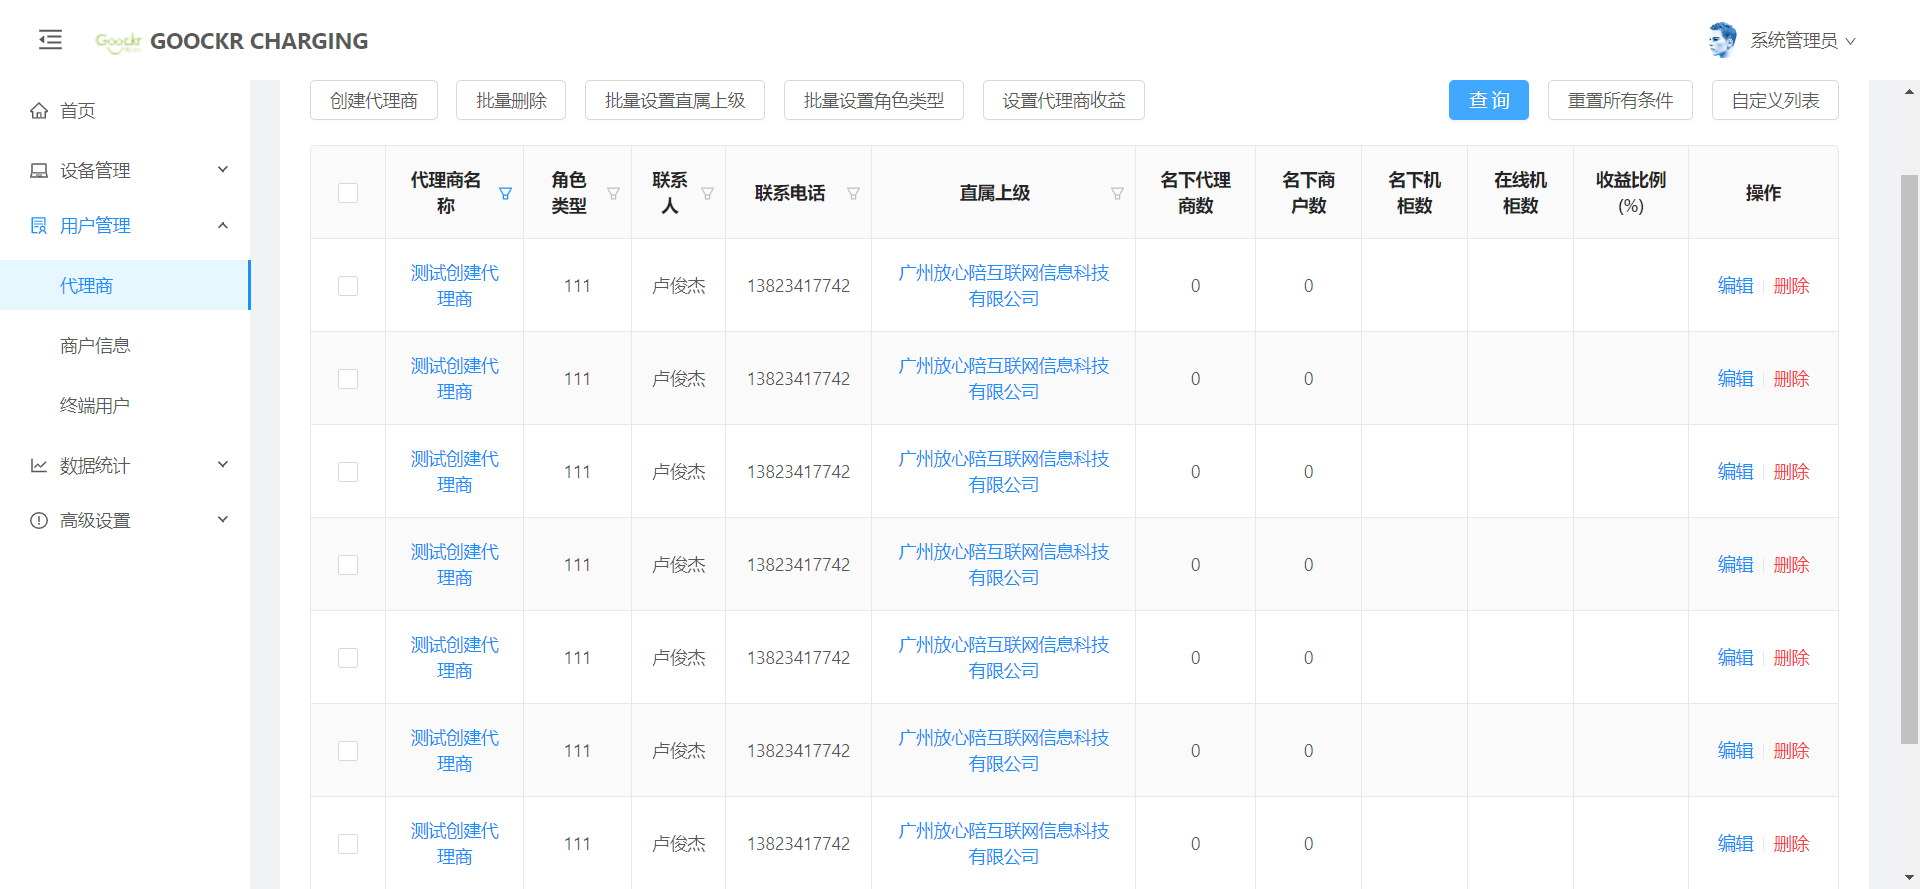 Goockr GOOCKR CHARGING
系统管理员
首页
设备管理
用户管理
代理商
商户信息
终端用户
数据统计
高级设置
创建代理商 批量删除 批量设置直属上级 批量设置角色类型 设置代理商收益 查询 重置所有条件 自定义列表
代理商名称 角色类型 联系人 联系电话 直属上级 名下代理商数 名下商户数 名下机柜数 在线机柜数 收益比例(%) 操作
测试创建代理商 111 卢俊杰 13823417742 广州放心陪互联网信息科技有限公司 0 0 编辑 删除
测试创建代理商 111 卢俊杰 13823417742 广州放心陪互联网信息科技有限公司 0 0 编辑 删除
测试创建代理商 111 卢俊杰 13823417742 广州放心陪互联网信息科技有限公司 0 0 编辑 删除
测试创建代理商 111 卢俊杰 13823417742 广州放心陪互联网信息科技有限公司 0 0 编辑 删除
测试创建代理商 111 卢俊杰 13823417742 广州放心陪互联网信息科技有限公司 0 0 编辑 删除
测试创建代理商 111 卢俊杰 13823417742 广州放心陪互联网信息科技有限公司 0 0 编辑 删除
测试创建代理商 111 卢俊杰 13823417742 广州放心陪互联网信息科技有限公司 0 0 编辑 删除